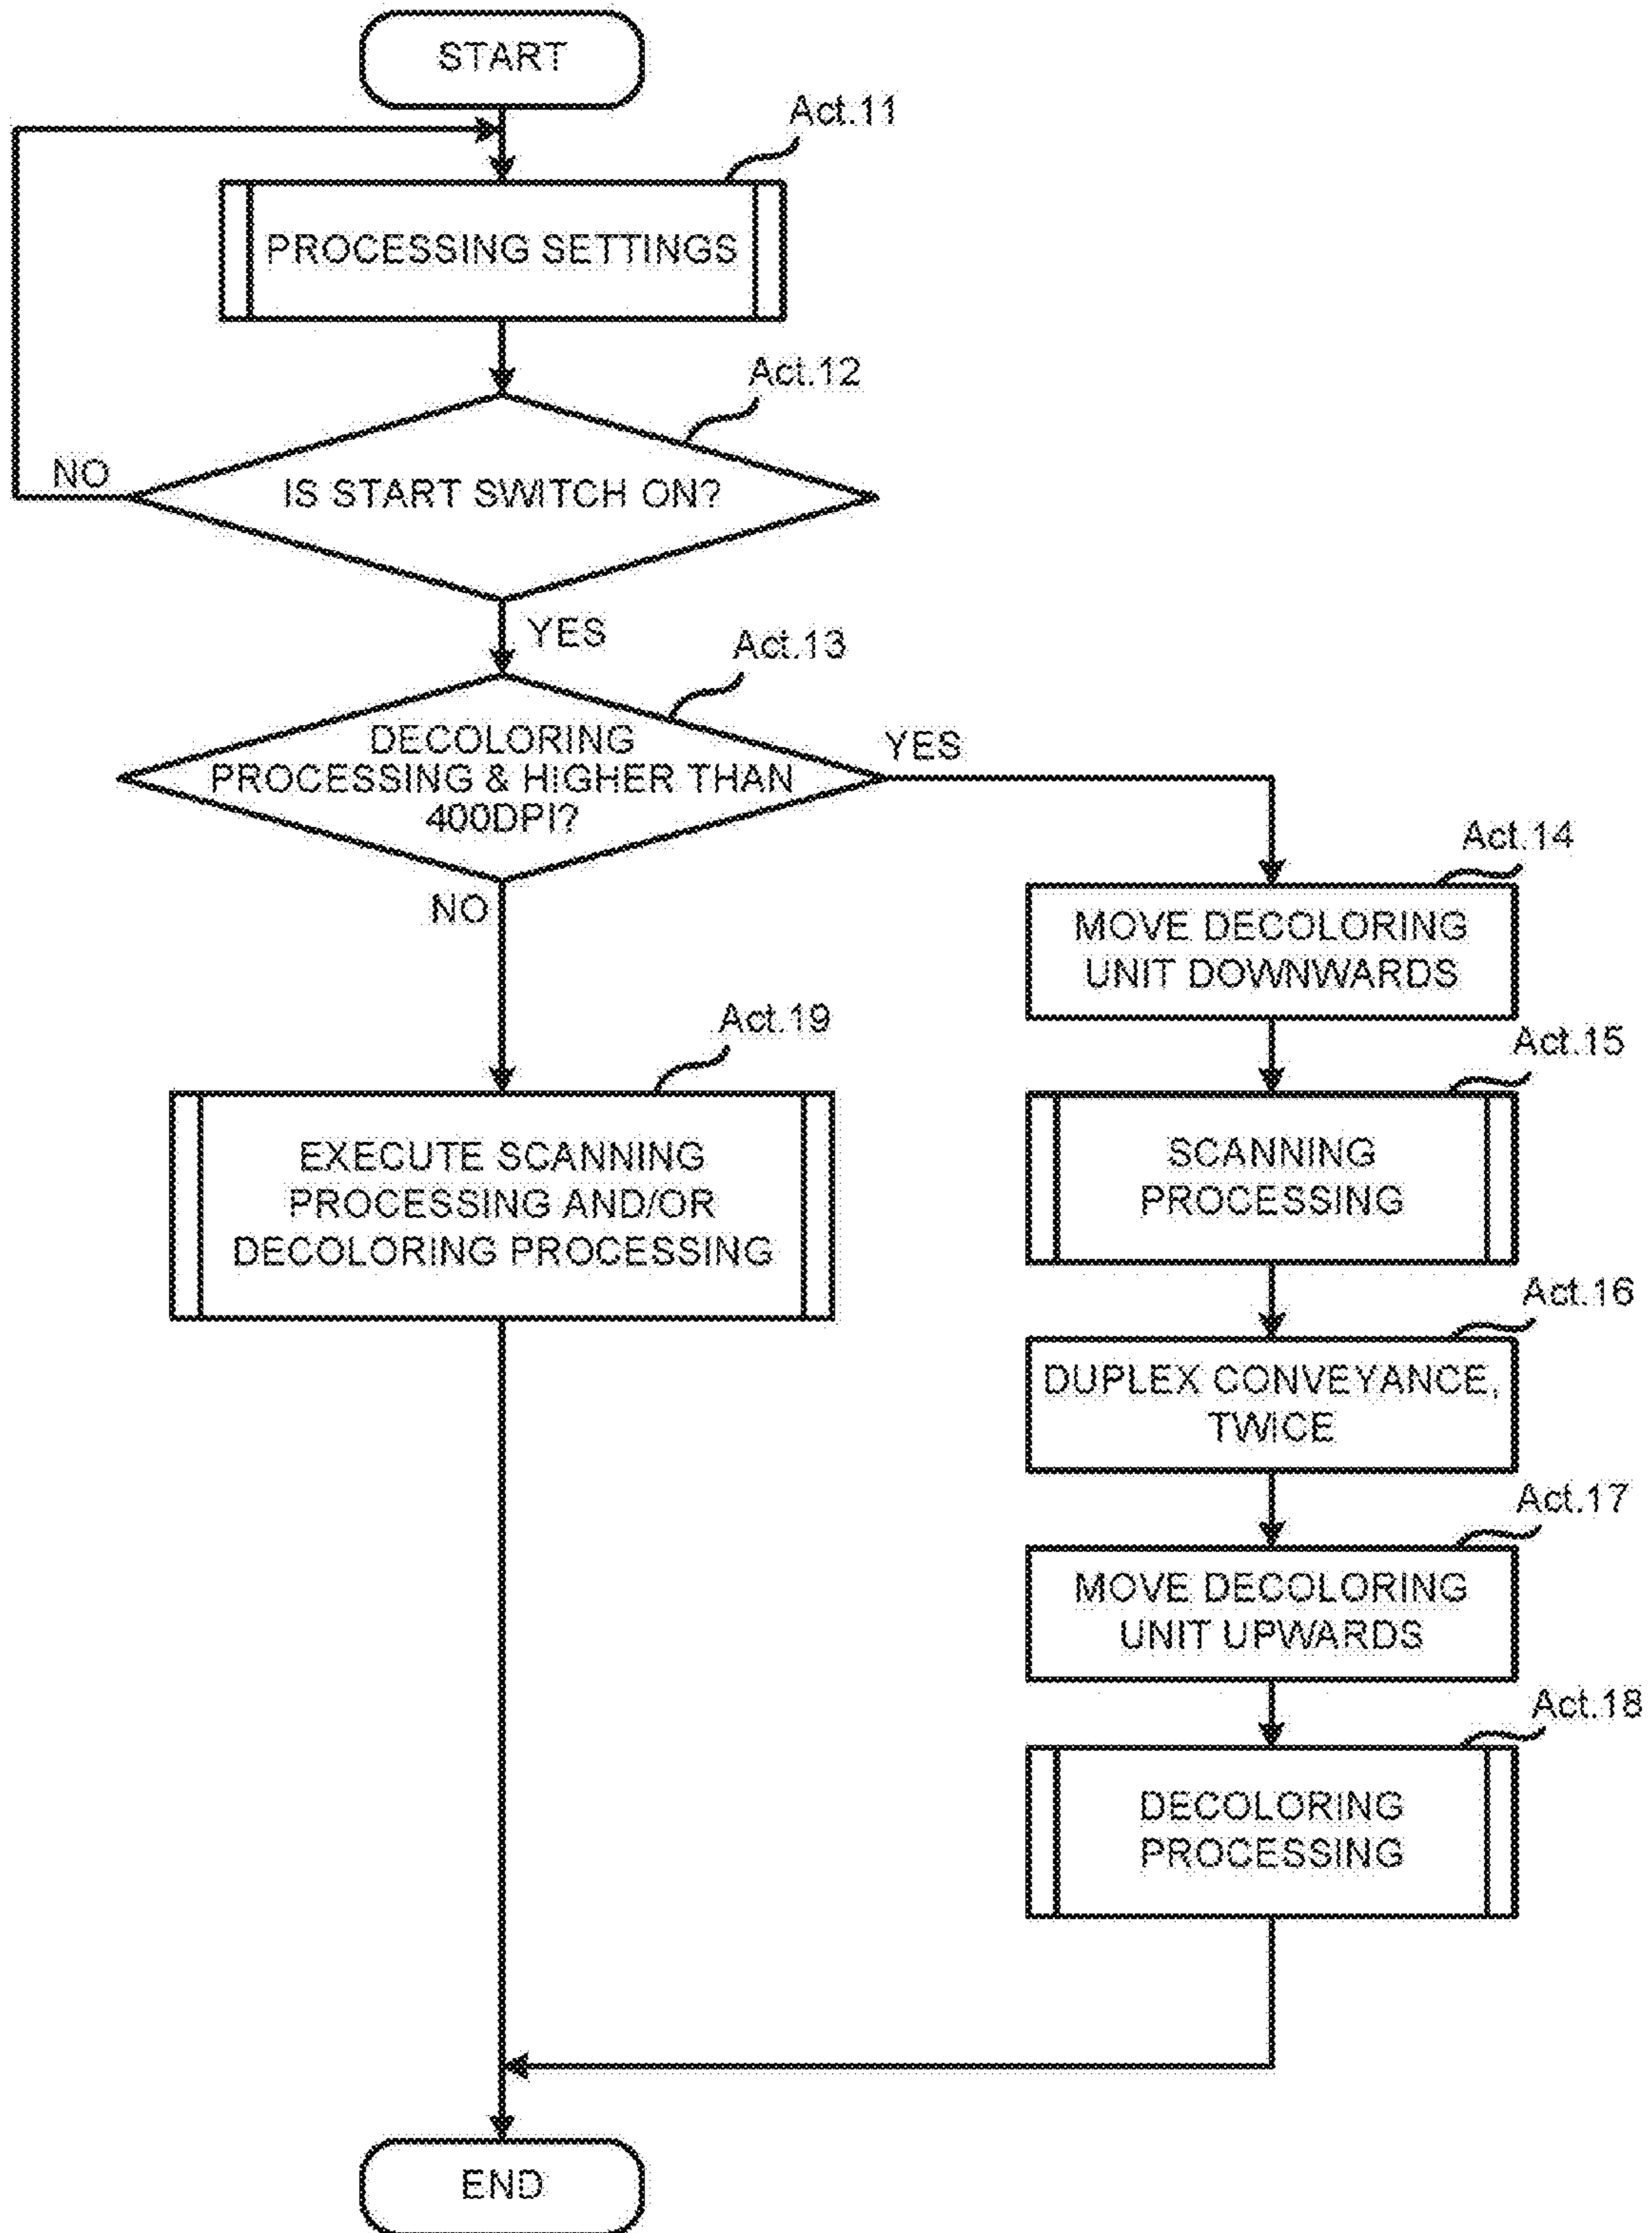 START
Act.11
PROCESSING SETTINGS
Act.12
NO
IS START SWITCH ON?
YES
Act.13
DECOLORING
PROCESSING & HIGHER THAN
400DPI?
YES
NO
Act.14
MOVE DECOLORING
UNIT DOWNWARDS
Act.19
EXECUTE SCANNING
PROCESSING AND/OR
DECOLORING PROCESSING
Act.15
SCANNING
PROCESSING
Act.16
DUPLEX CONVEYANCE,
TWICE
Act.17
MOVE DECOLORING
UNIT UPWARDS
Act.18
DECOLORING
PROCESSING
END